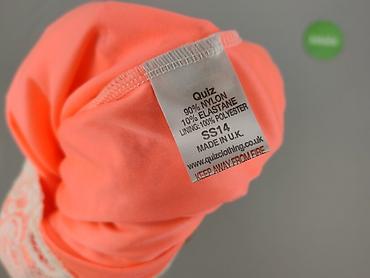 Quiz
90% NYLON
10% ELASTANE
LINING: 100% POLYESTER
SS14
MADE IN U.K.
www.quizclothing.co.uk
KEEP AWAY FROM FIRE